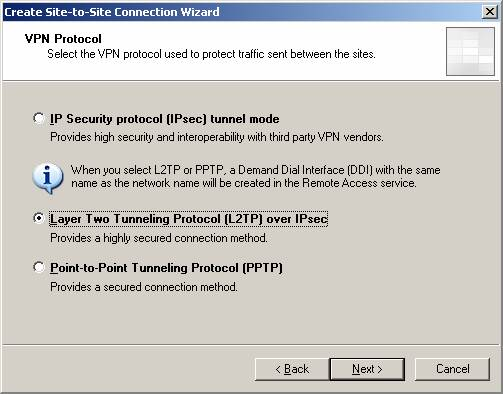 Create Site-to-Site Connection Wizard
VPN Protocol
Select the VPN protocol used to protect traffic sent between the sites.
IP Security protocol (IPsec) tunnel mode
Provides high security and interoperability with third party VPN vendors.
When you select L2TP or PPTP, a Demand Dial Interface (DDI) with the same
name as the network name will be created in the Remote Access service.
Layer Two Tunneling Protocol (L2TP) over IPsec
Provides a highly secured connection method.
Point-to-Point Tunneling Protocol (PPTP)
Provides a secured connection method.
< Back Next > Cancel